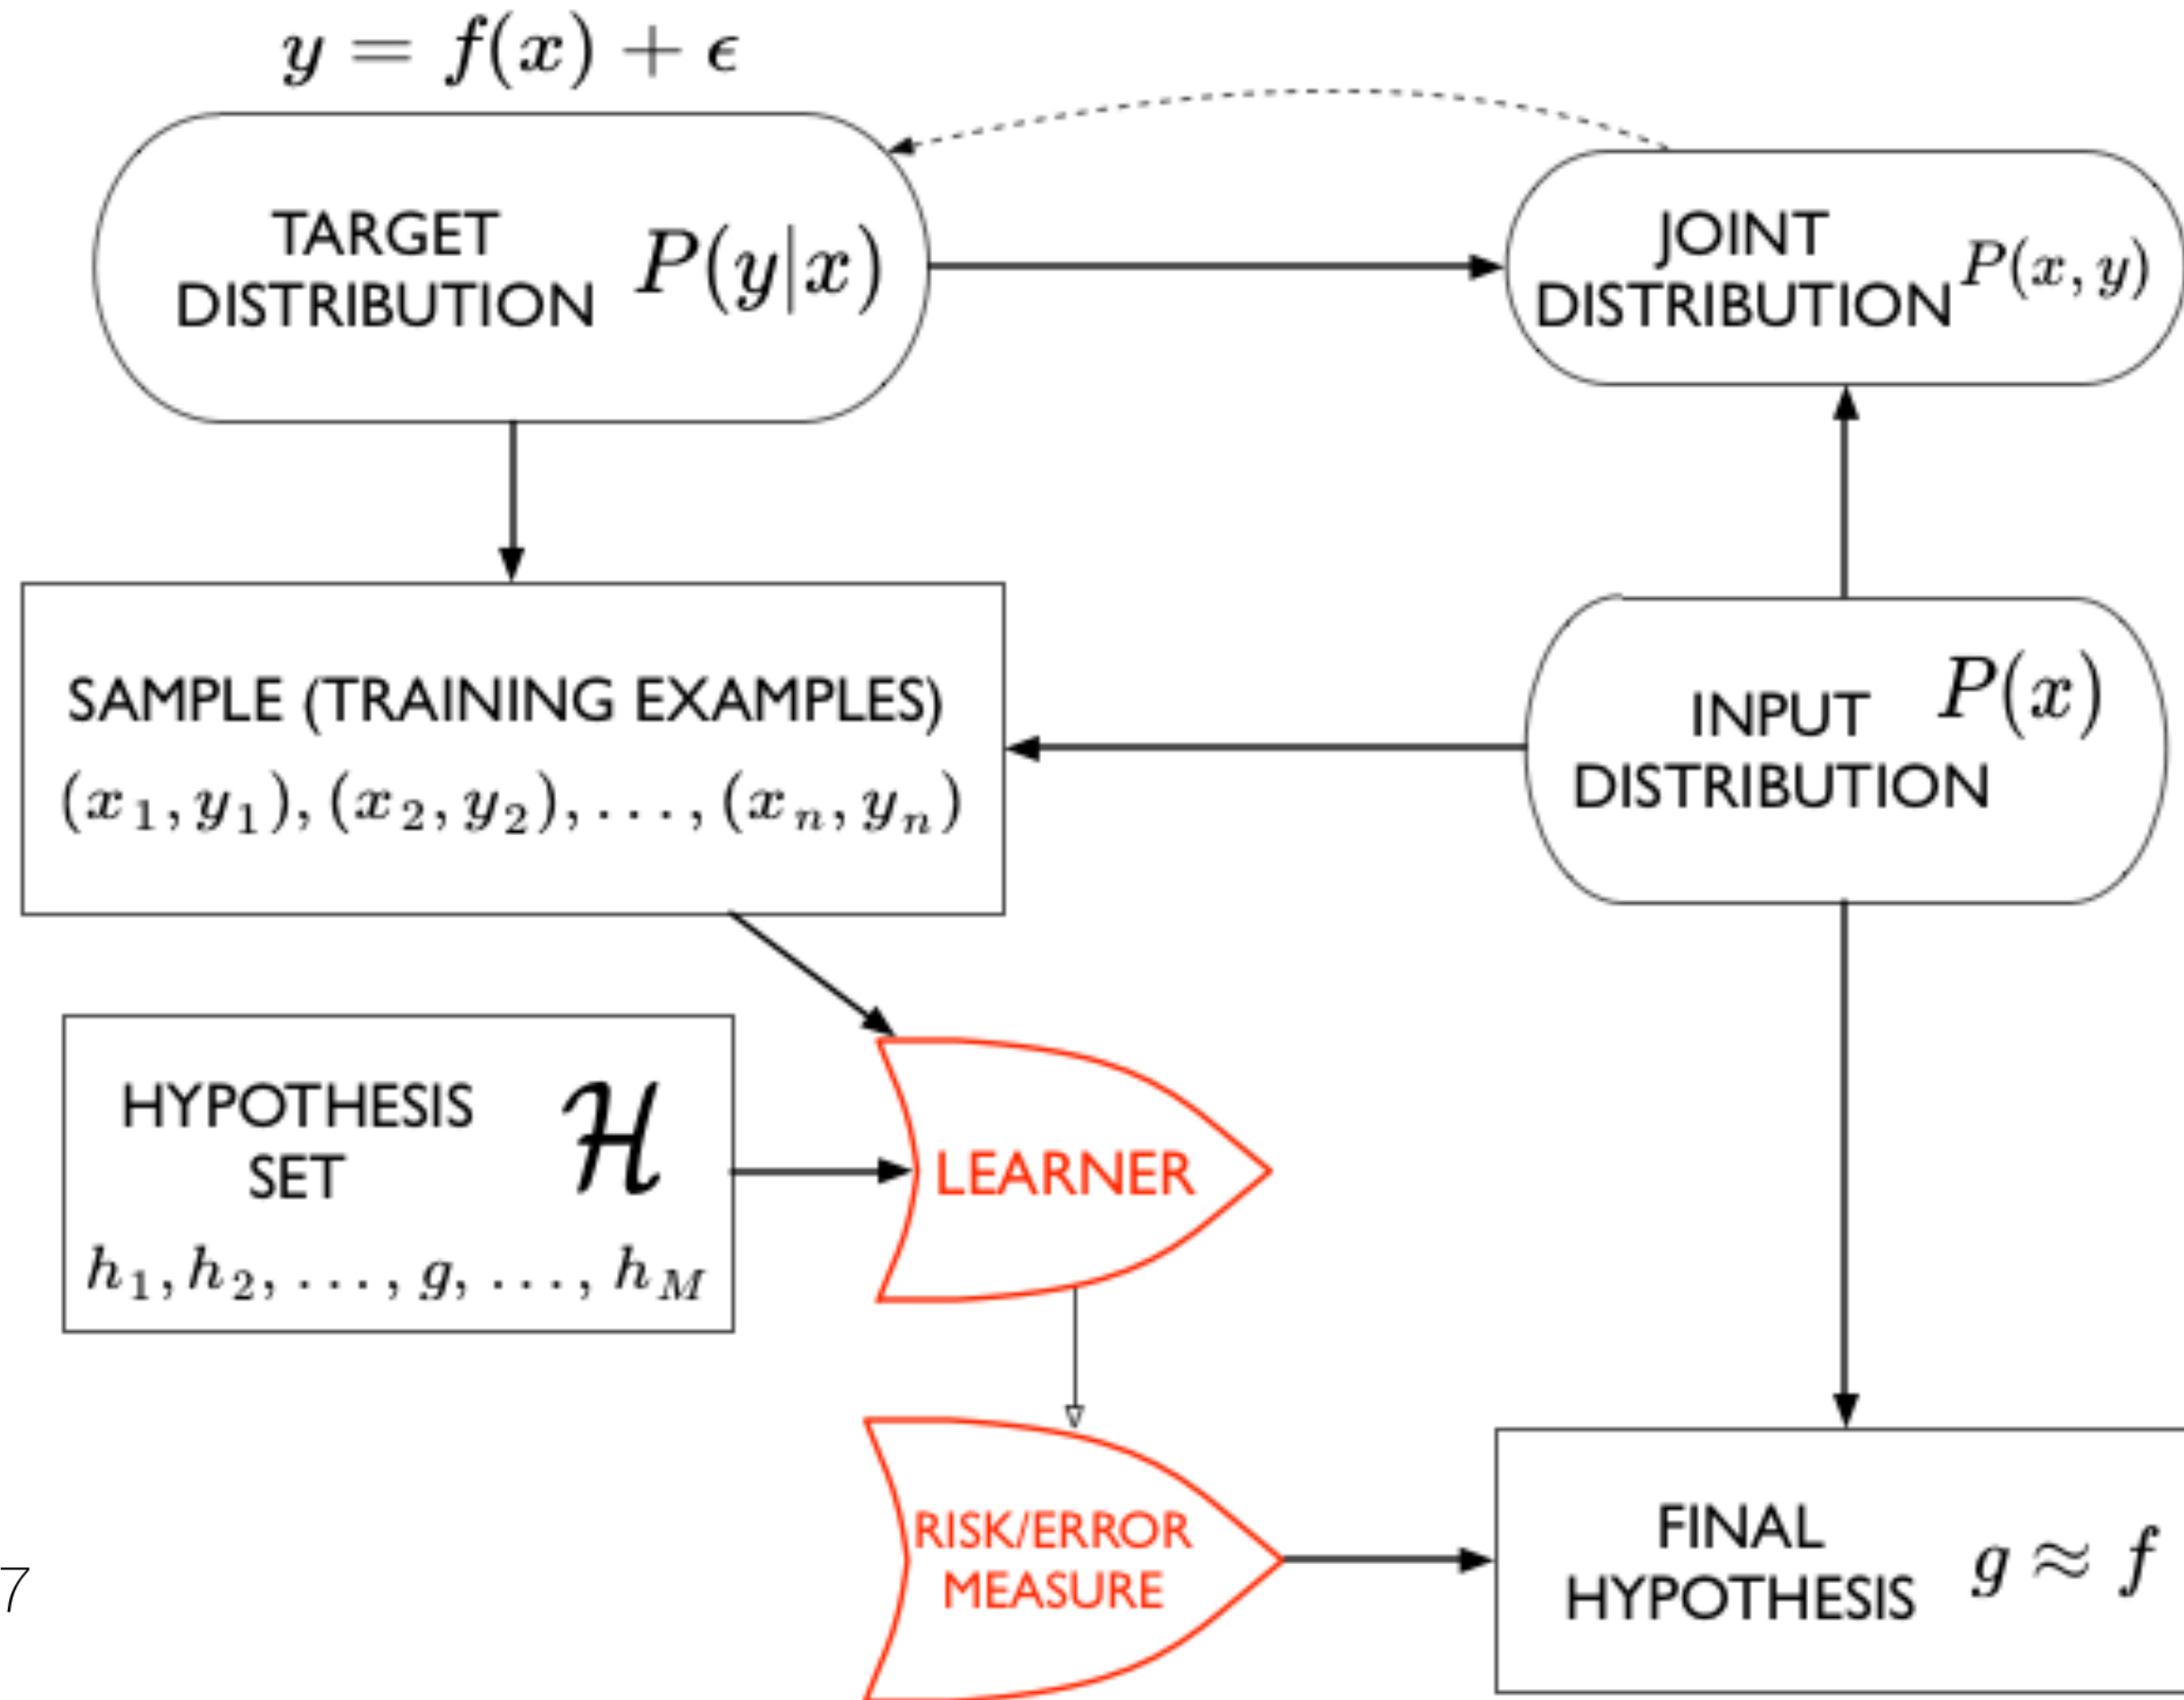 y = f(x) + ϵ
TARGET
DISTRIBUTION
P(y|x)
JOINT
DISTRIBUTION
P(x, y)
SAMPLE (TRAINING EXAMPLES)
(x₁, y₁), (x₂, y₂), . . . , (xₙ, yₙ)
INPUT
DISTRIBUTION
P(x)
HYPOTHESIS
SET
ℋ
h₁, h₂, . . . , g, . . . , h_M
LEARNER
RISK/ERROR
MEASURE
FINAL
HYPOTHESIS
g ≈ f
7